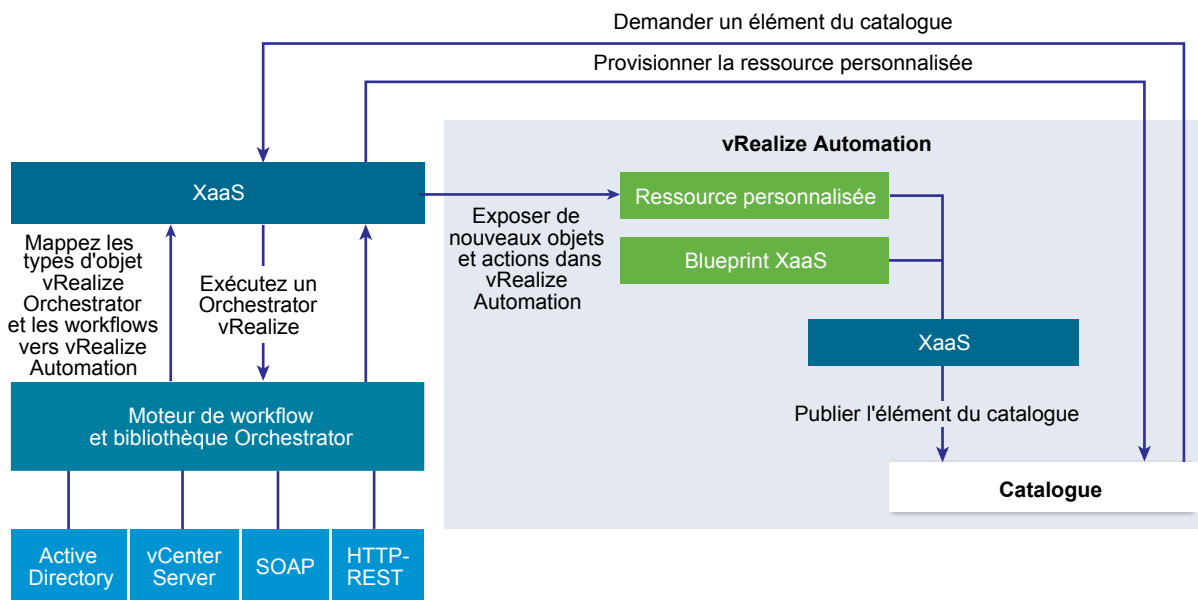 Demander un élément du catalogue
Provisionner la ressource personnalisée
vRealize Automation
XaaS
Ressource personnalisée
Exposer de
nouveaux objets
et actions dans
vRealize
Automation
Blueprint XaaS
Mappez les
types d'objet
vRealize
Orchestrator
et les workflows
vers vRealize
Automation
Exécutez un
Orchestrator
vRealize
XaaS
Publier l'élément du catalogue
Moteur de workflow
et bibliothèque Orchestrator
Catalogue
Active
Directory
vCenter
Server
SOAP
HTTP-
REST